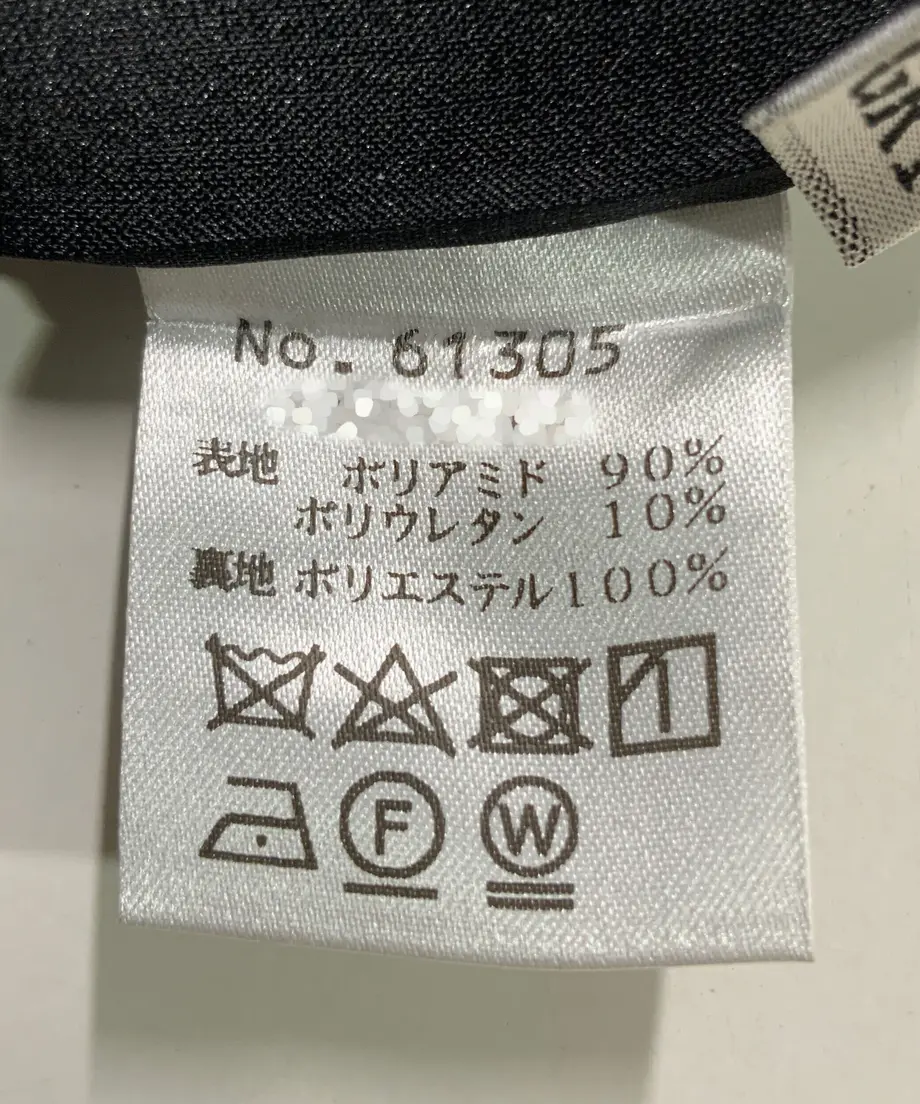 No. 61305
表地 ポリアミド 90%
ポリウレタン 10%
裏地 ポリエステル100%
F W